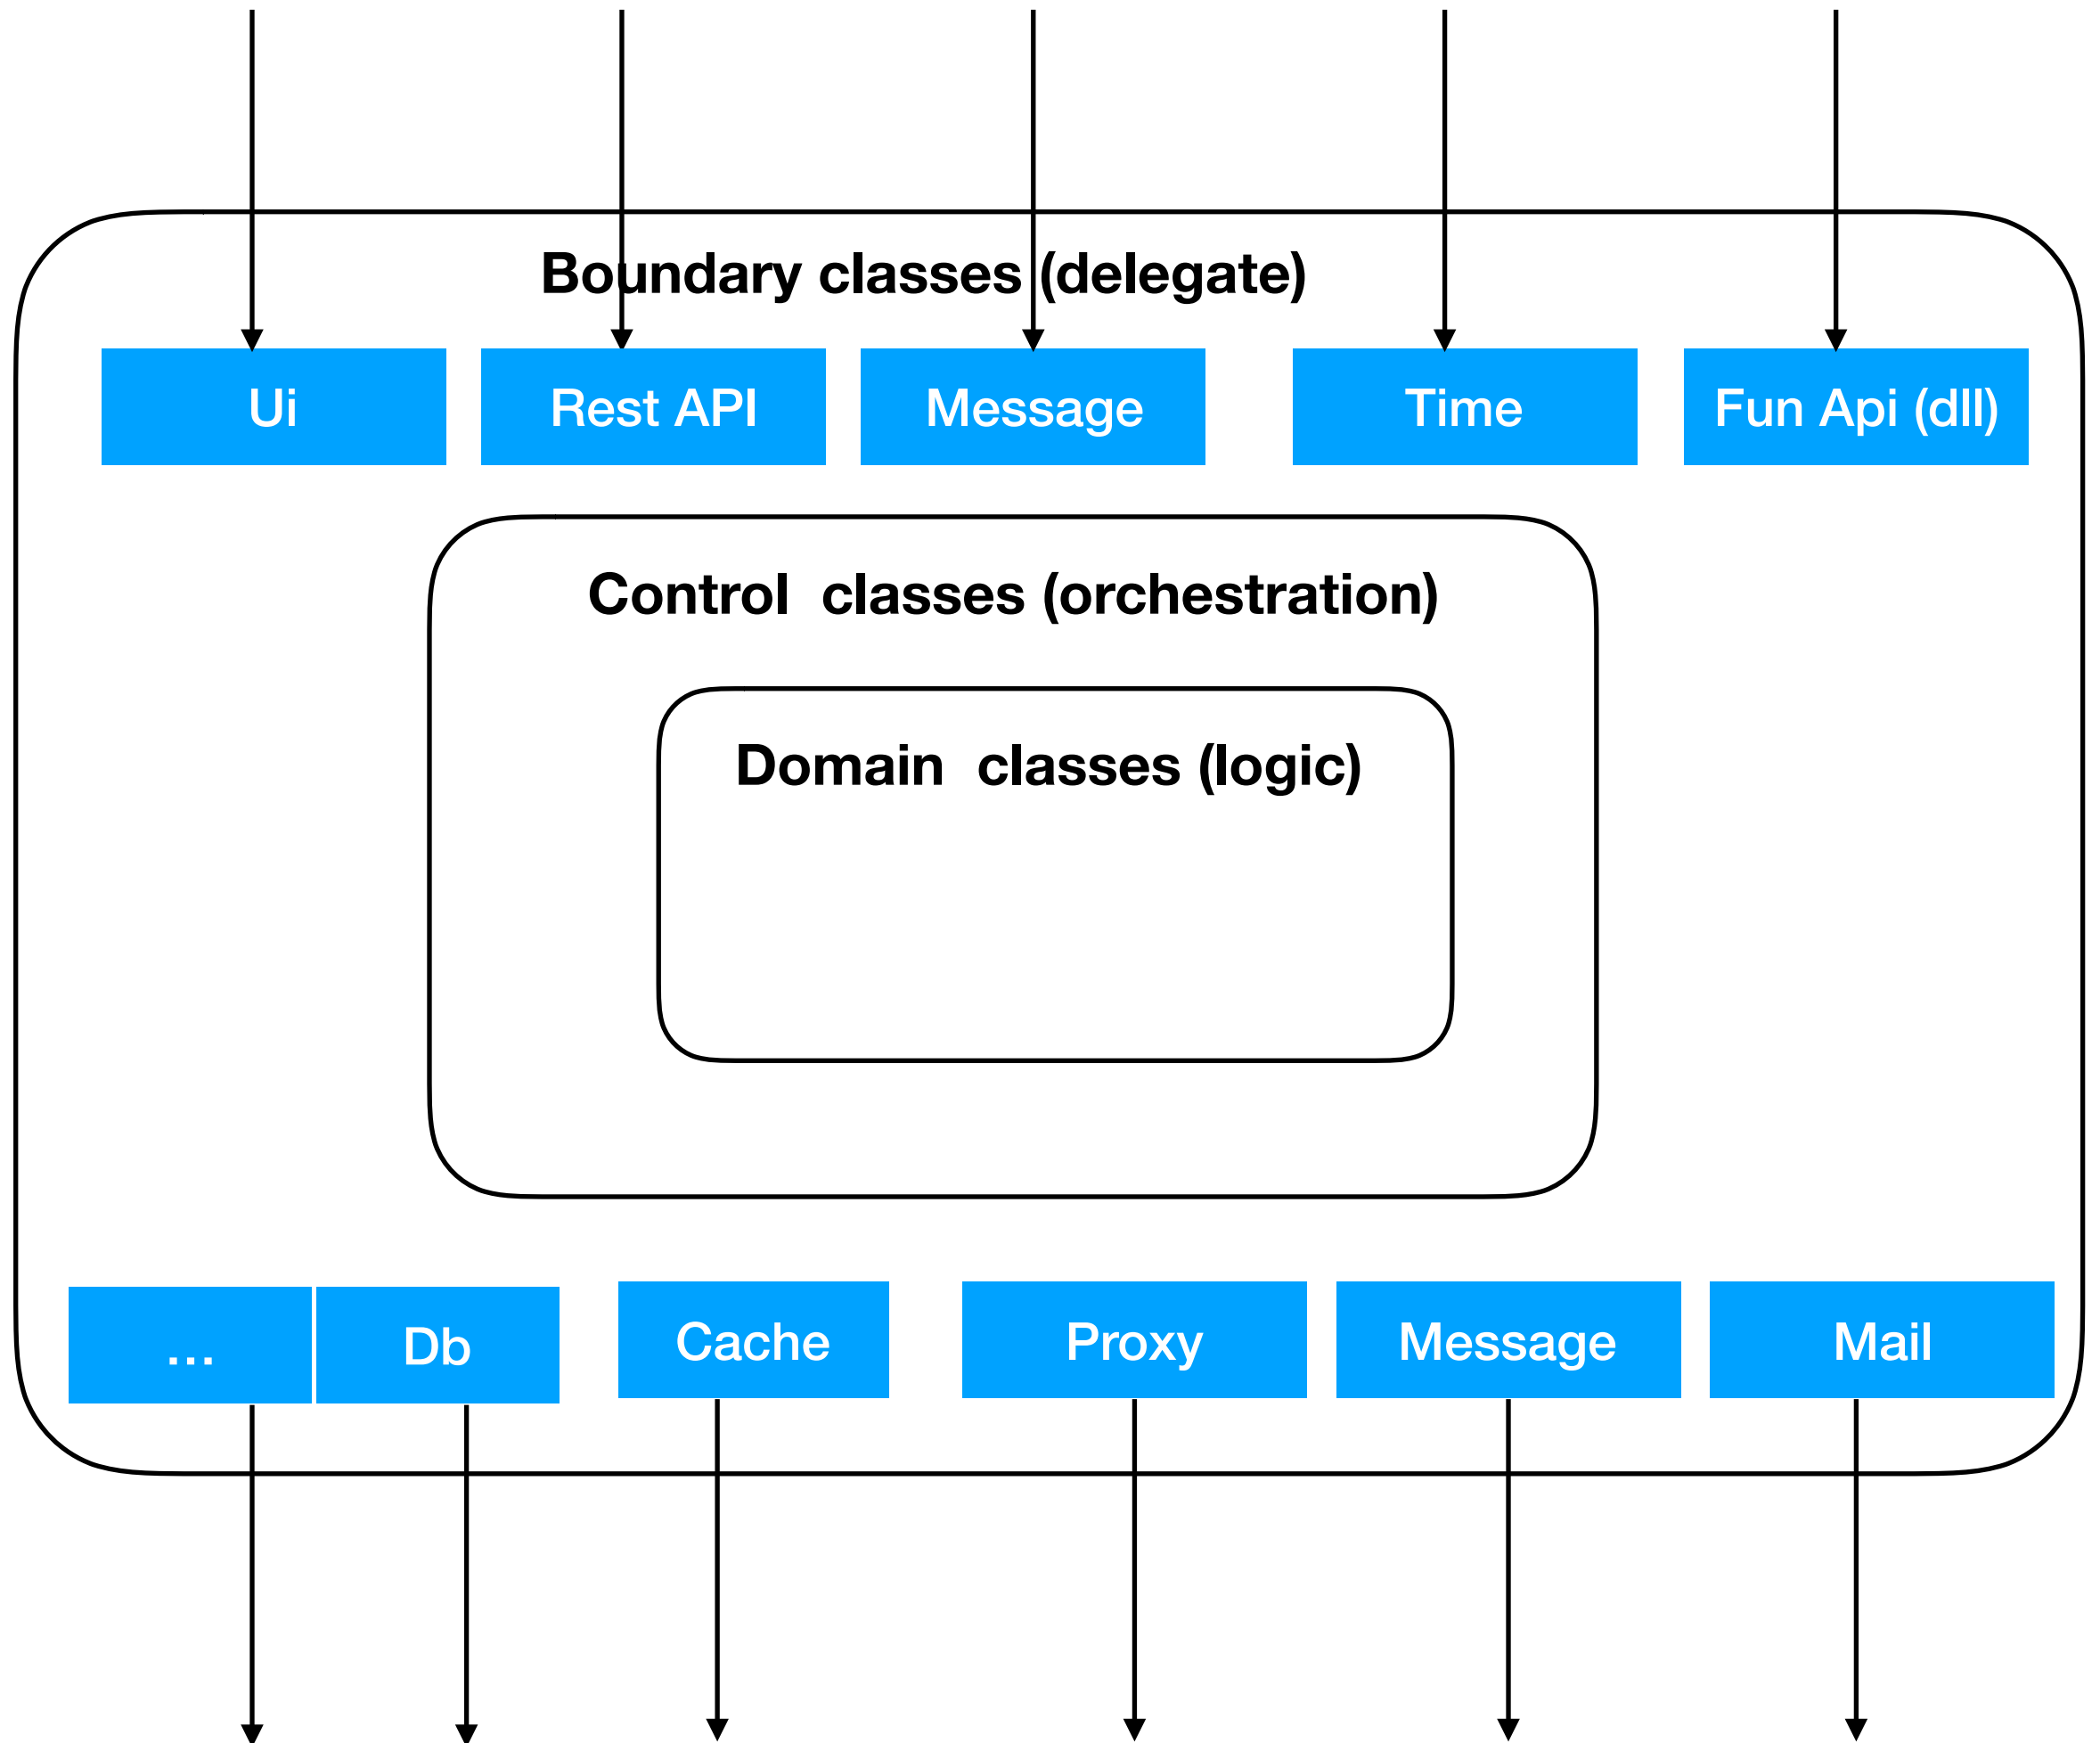 Boundary classes (delegate)
Ui
Rest API
Message
Time
Fun Api (dll)
Control classes (orchestration)
Domain classes (logic)
...
Db
Cache
Proxy
Message
Mail